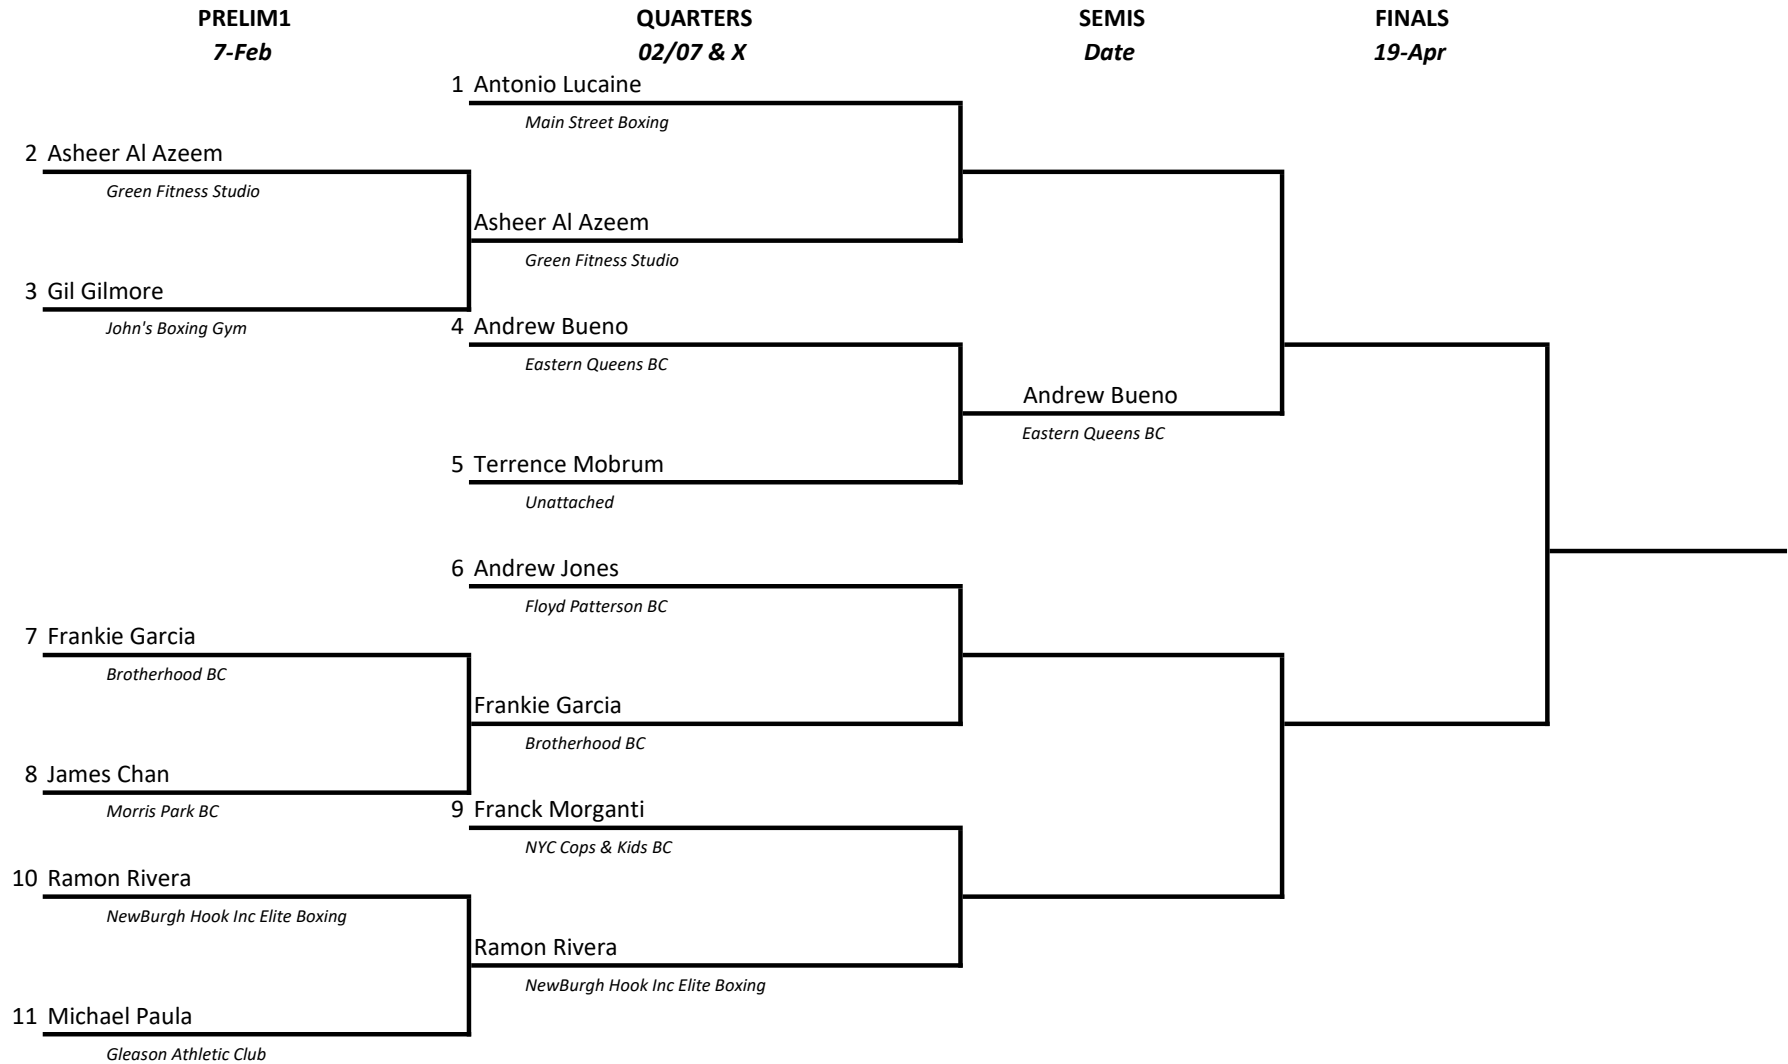 PRELIM1 QUARTERS SEMIS FINALS
7-Feb 02/07 & X Date 19-Apr
1 Antonio Lucaine
Main Street Boxing
2 Asheer Al Azeem
Green Fitness Studio
Asheer Al Azeem
Green Fitness Studio
3 Gil Gilmore
John's Boxing Gym
4 Andrew Bueno
Eastern Queens BC
Andrew Bueno
Eastern Queens BC
5 Terrence Mobrum
Unattached
6 Andrew Jones
Floyd Patterson BC
7 Frankie Garcia
Brotherhood BC
Frankie Garcia
Brotherhood BC
8 James Chan
Morris Park BC
9 Franck Morganti
NYC Cops & Kids BC
10 Ramon Rivera
NewBurgh Hook Inc Elite Boxing
Ramon Rivera
NewBurgh Hook Inc Elite Boxing
11 Michael Paula
Gleason Athletic Club